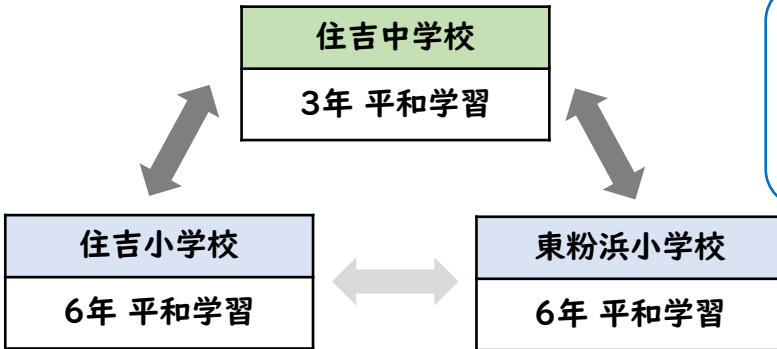 住吉中学校
3年 平和学習
住吉小学校
6年 平和学習
東粉浜小学校
6年 平和学習